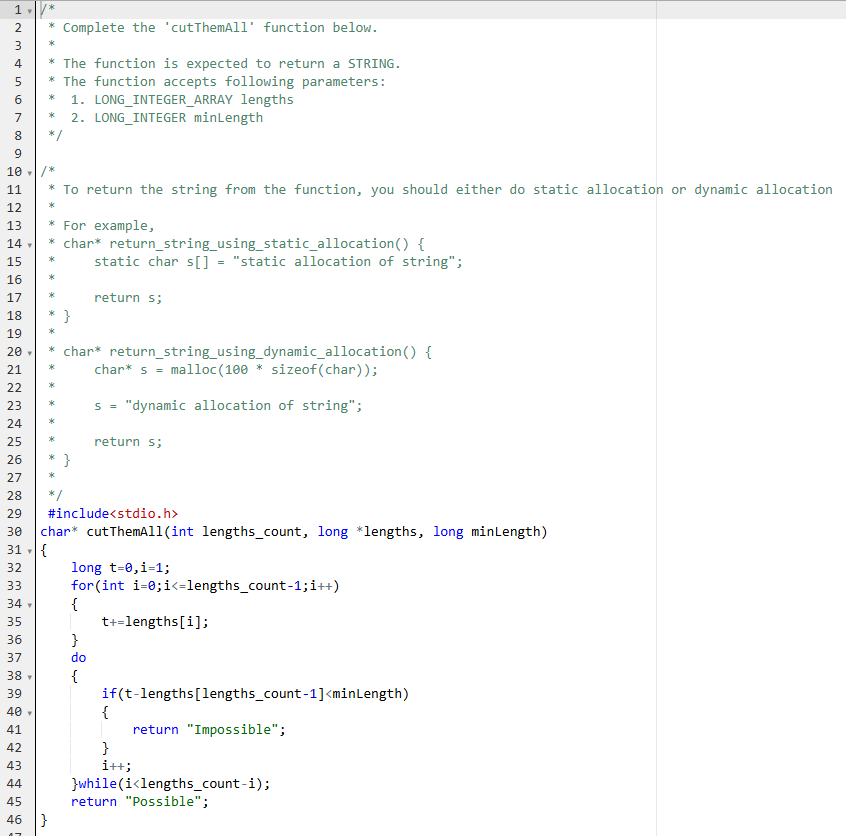 1 /*
2  * Complete the 'cutThemAll' function below.
3  *
4  * The function is expected to return a STRING.
5  * The function accepts following parameters:
6  *  1. LONG_INTEGER_ARRAY lengths
7  *  2. LONG_INTEGER minLength
8  */
9
10 /*
11  * To return the string from the function, you should either do static allocation or dynamic allocation
12  *
13  * For example,
14  * char* return_string_using_static_allocation() {
15  *     static char s[] = "static allocation of string";
16  *
17  *     return s;
18  * }
19  *
20  * char* return_string_using_dynamic_allocation() {
21  *     char* s = malloc(100 * sizeof(char));
22  *
23  *     s = "dynamic allocation of string";
24  *
25  *     return s;
26  * }
27  *
28  */
29  #include<stdio.h>
30 char* cutThemAll(int lengths_count, long *lengths, long minLength)
31 {
32     long t=0,i=1;
33     for(int i=0;i<=lengths_count-1;i++)
34     {
35         t+=lengths[i];
36     }
37     do
38     {
39         if(t-lengths[lengths_count-1]<minLength)
40         {
41             return "Impossible";
42         }
43         i++;
44     }while(i<lengths_count-i);
45     return "Possible";
46 }